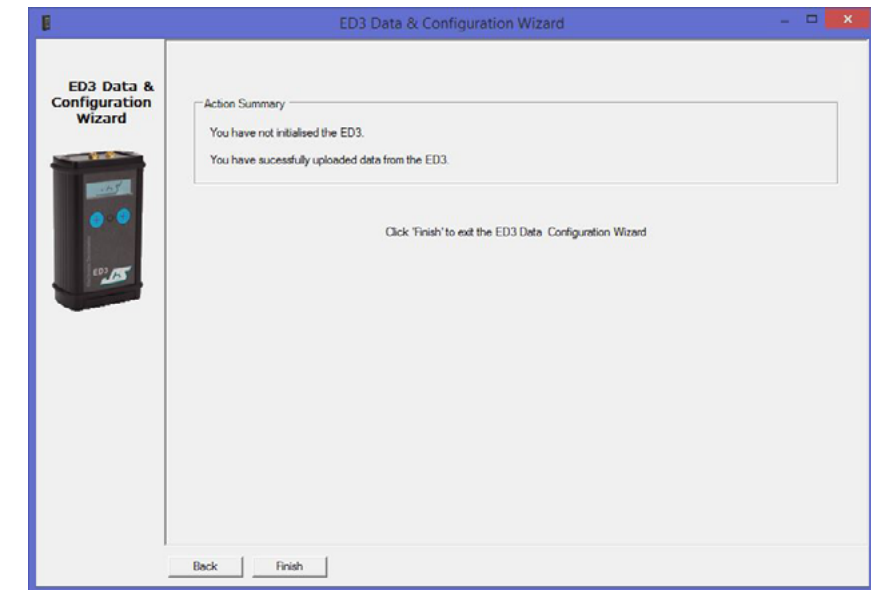 ED3 Data & Configuration Wizard
ED3 Data &
Configuration
Wizard
ED3
Action Summary
You have not initialised the ED3.
You have sucessfully uploaded data from the ED3.
Click 'Finish' to exit the ED3 Data  Configuration Wizard
Back
Finish